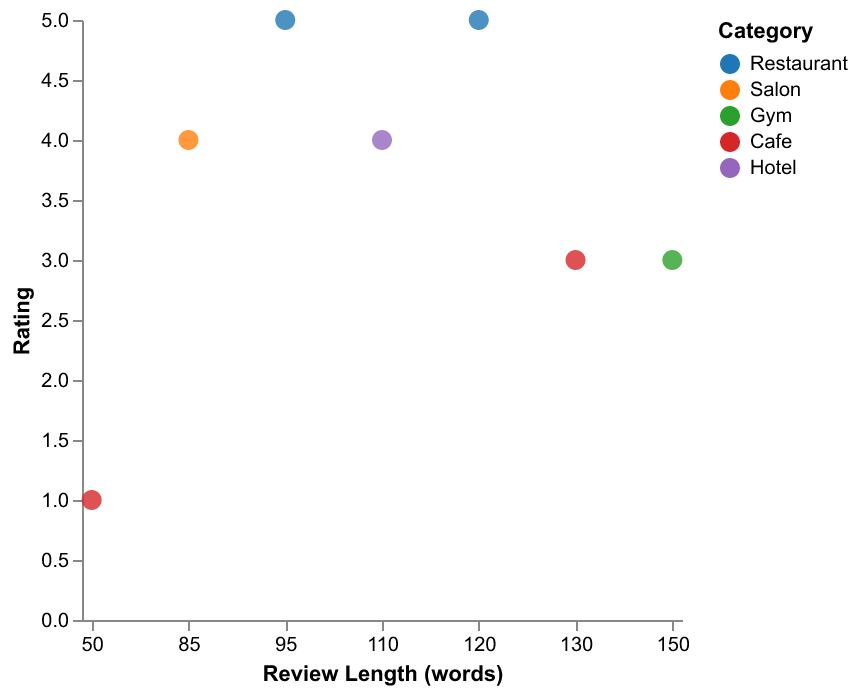 5.0
4.5
4.0
3.5
3.0
2.5
2.0
1.5
1.0
0.5
0.0
Rating
50 85 95 110 120 130 150
Review Length (words)
Category
Restaurant
Salon
Gym
Cafe
Hotel